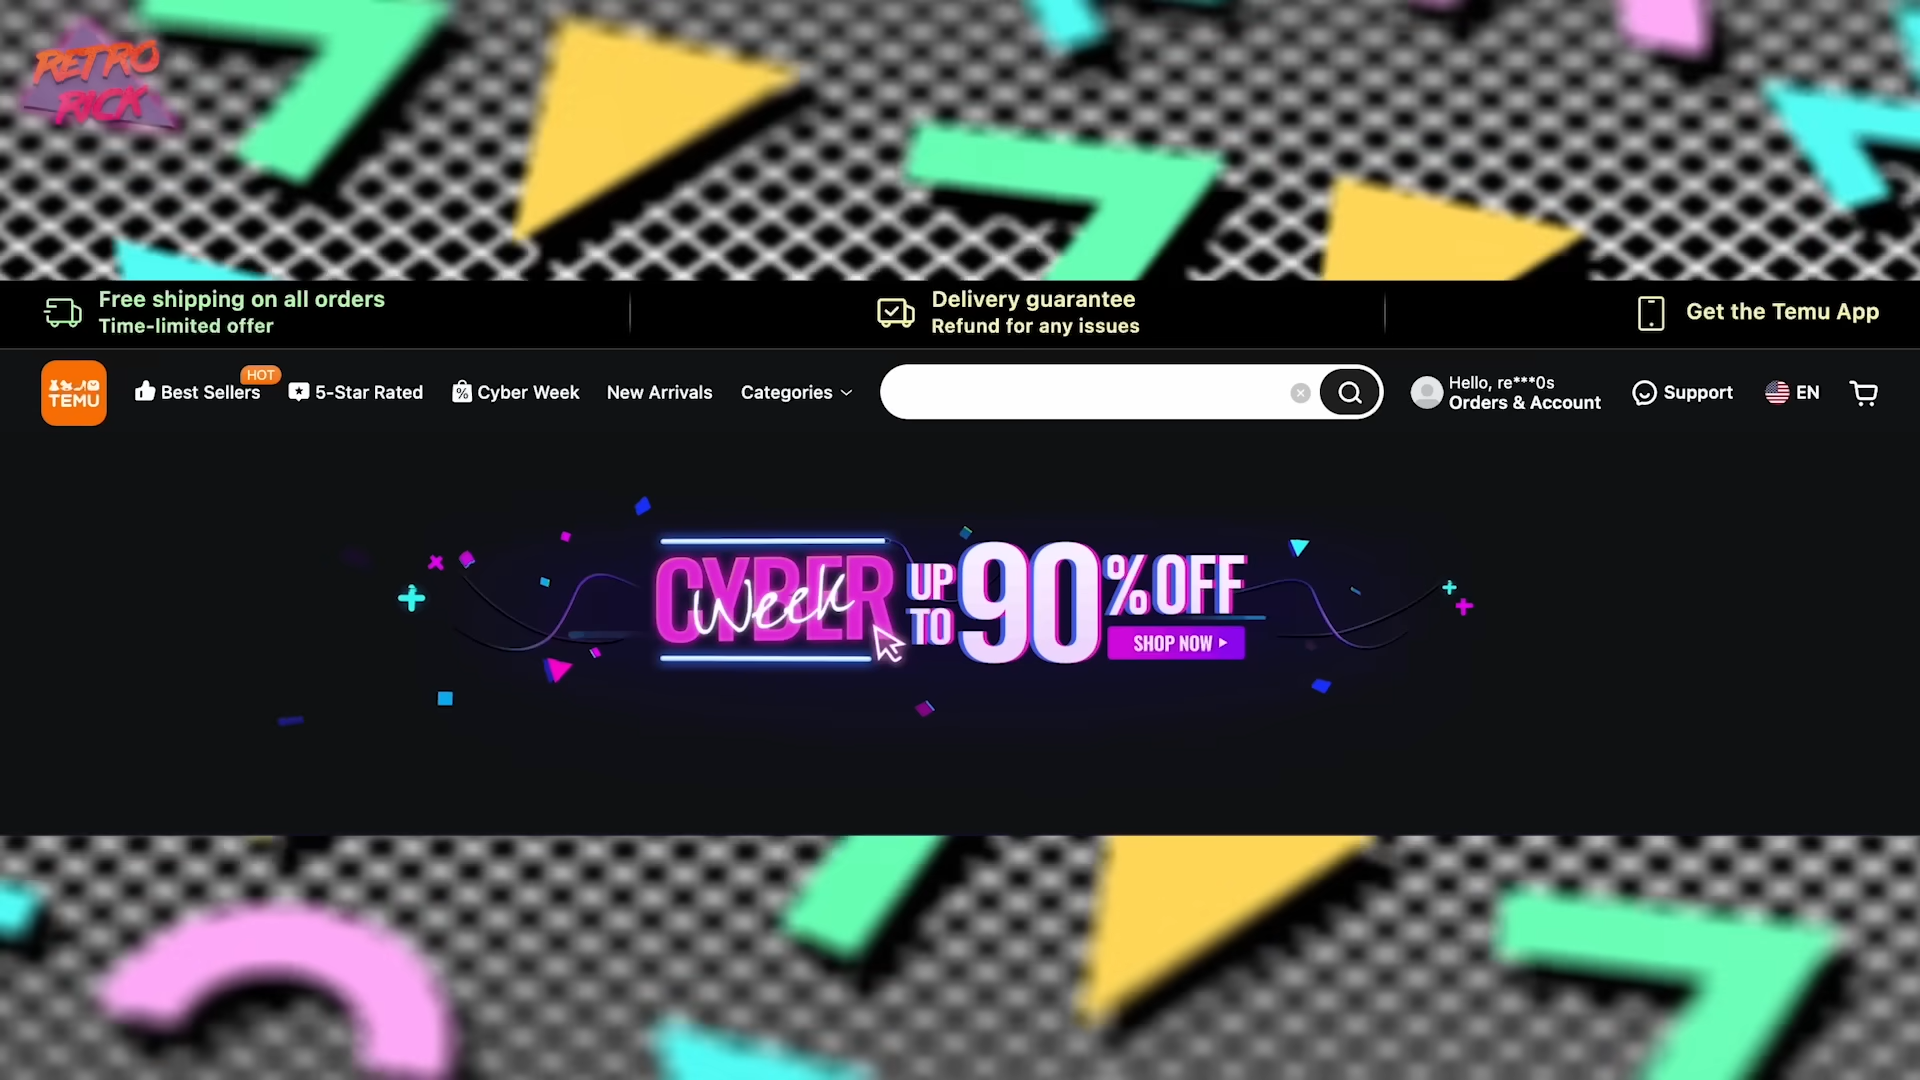 RETRO
RICK
Free shipping on all orders
Time-limited offer
Delivery guarantee
Refund for any issues
Get the Temu App
TEMU
Best Sellers
HOT
5-Star Rated
Cyber Week
New Arrivals
Categories
Hello, re***0s
Orders & Account
Support
EN
CYBER
Week
UP
TO
90
%OFF
SHOP NOW